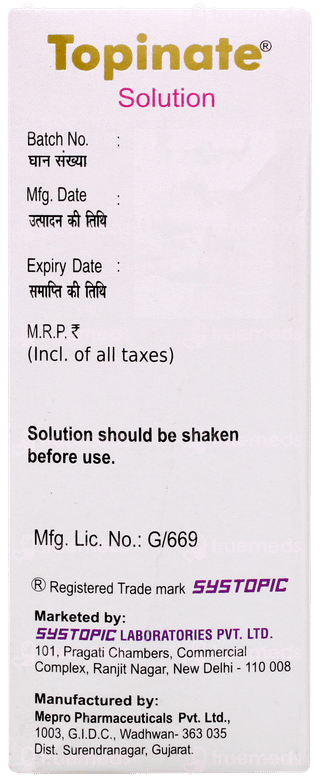 Topinate®
Solution
Batch No. :
घान संख्या
Mfg. Date :
उत्पादन की तिथि
Expiry Date :
समाप्ति की तिथि
M.R.P. ₹
(Incl. of all taxes)
Solution should be shaken
before use.
Mfg. Lic. No.: G/669
® Registered Trade mark SYSTOPIC
Marketed by:
SYSTOPIC LABORATORIES PVT. LTD.
101, Pragati Chambers, Commercial
Complex, Ranjit Nagar, New Delhi - 110 008
Manufactured by:
Mepro Pharmaceuticals Pvt. Ltd.,
1003, G.I.D.C., Wadhwan- 363 035
Dist. Surendranagar, Gujarat.